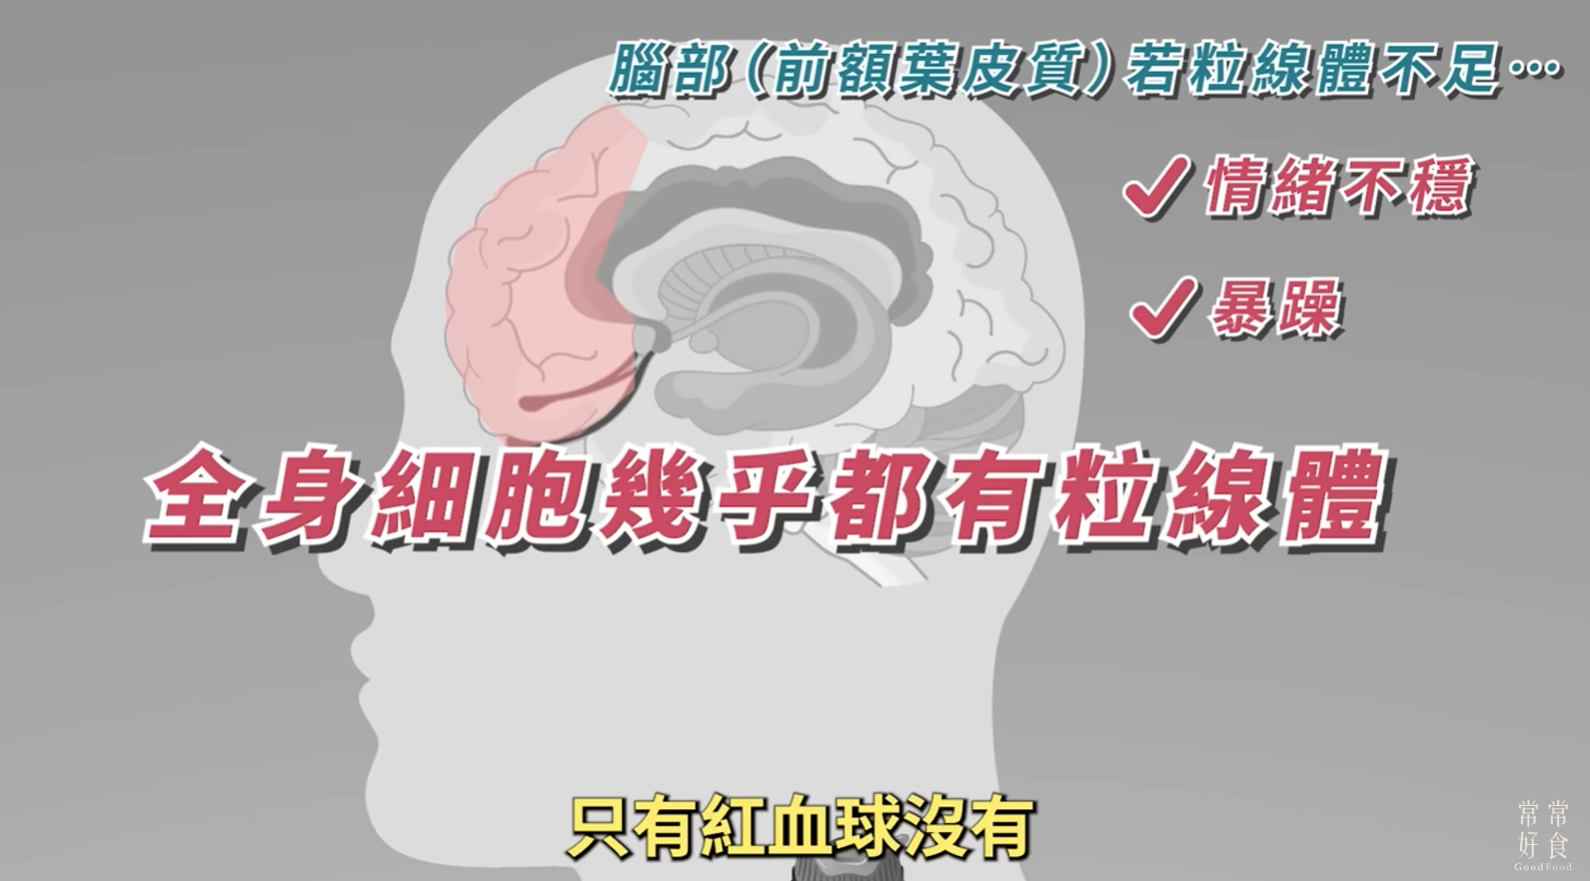 腦部（前額葉皮質）若粒線體不足…
情緒不穩
暴躁
全身細胞幾乎都有粒線體
只有紅血球沒有
常常
好食
GoodFood